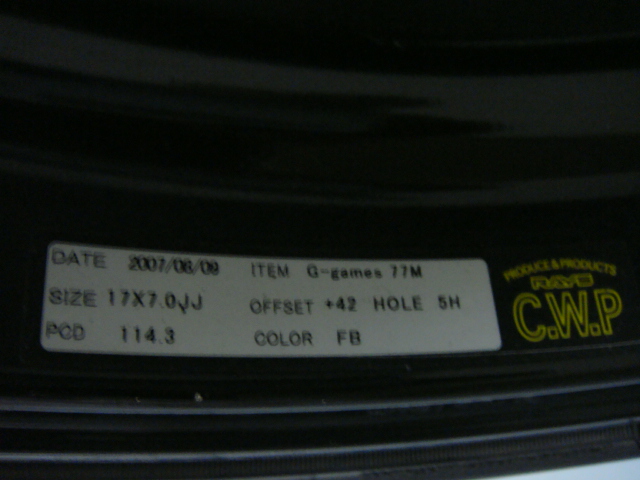 DATE 2007/08/09 ITEM G-games 77M
SIZE 17X7.0JJ OFFSET +42 HOLE 5H
PCD 114.3 COLOR FB
PRODUCE & PRODUCTS
RAYS
C.W.P